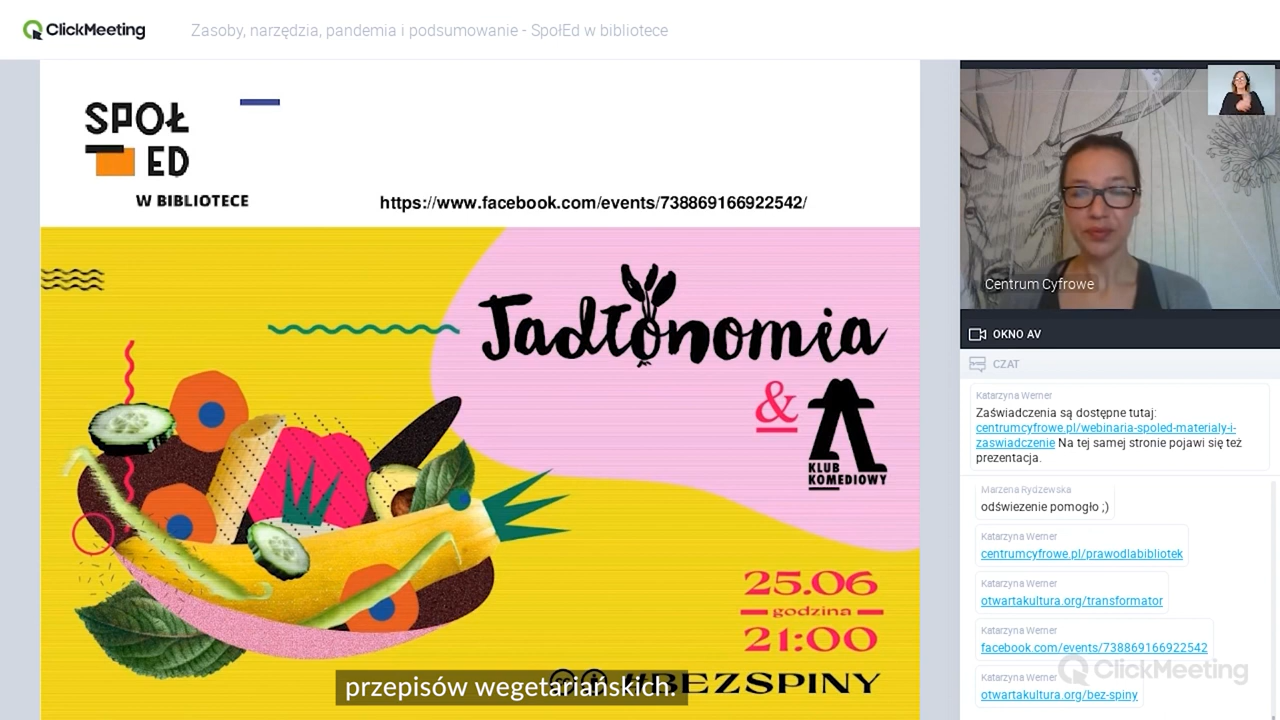 ClickMeeting
Zasoby, narzędzia, pandemia i podsumowanie - SpołEd w bibliotece
SPOŁ
ED
W BIBLIOTECE
https://www.facebook.com/events/738869166922542/
Jadłonomia
&
KLUB
KOMEDIOWY
25.06
godzina
21:00
#BEZSPINY
przepisów wegetariańskich.
Centrum Cyfrowe
OKNO AV
CZAT
Katarzyna Werner
Zaświadczenia są dostępne tutaj:
centrumcyfrowe.pl/webinaria-spoled-materialy-i-
zaswiadczenie Na tej samej stronie pojawi się też
prezentacja.
Marzena Rydzewska
odświezenie pomogło ;)
Katarzyna Werner
centrumcyfrowe.pl/prawodlabibliotek
Katarzyna Werner
otwartakultura.org/transformator
Katarzyna Werner
facebook.com/events/738869166922542
Katarzyna Werner
otwartakultura.org/bez-spiny
ClickMeeting